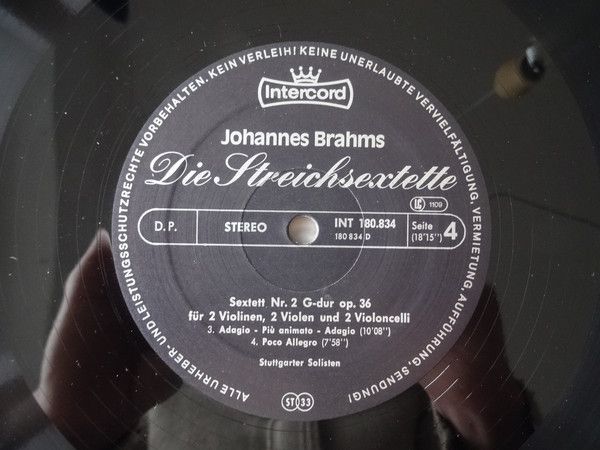 ALLE URHEBER- UND LEISTUNGSSCHUTZRECHTE VORBEHALTEN. KEIN VERLEIH! KEINE UNERLAUBTE VERVIELFÄLTIGUNG, VERMIETUNG, AUFFÜHRUNG, SENDUNG!
Intercord
Johannes Brahms
Die Streichsextette
LC 1109
D.P. STEREO INT 180.834 Seite 4
180 834 D (18'15'')
Sextett Nr. 2 G-dur op. 36
für 2 Violinen, 2 Violen und 2 Violoncelli
3. Adagio - Più animato - Adagio (10'08'')
4. Poco Allegro (7'58'')
Stuttgarter Solisten
ST 33